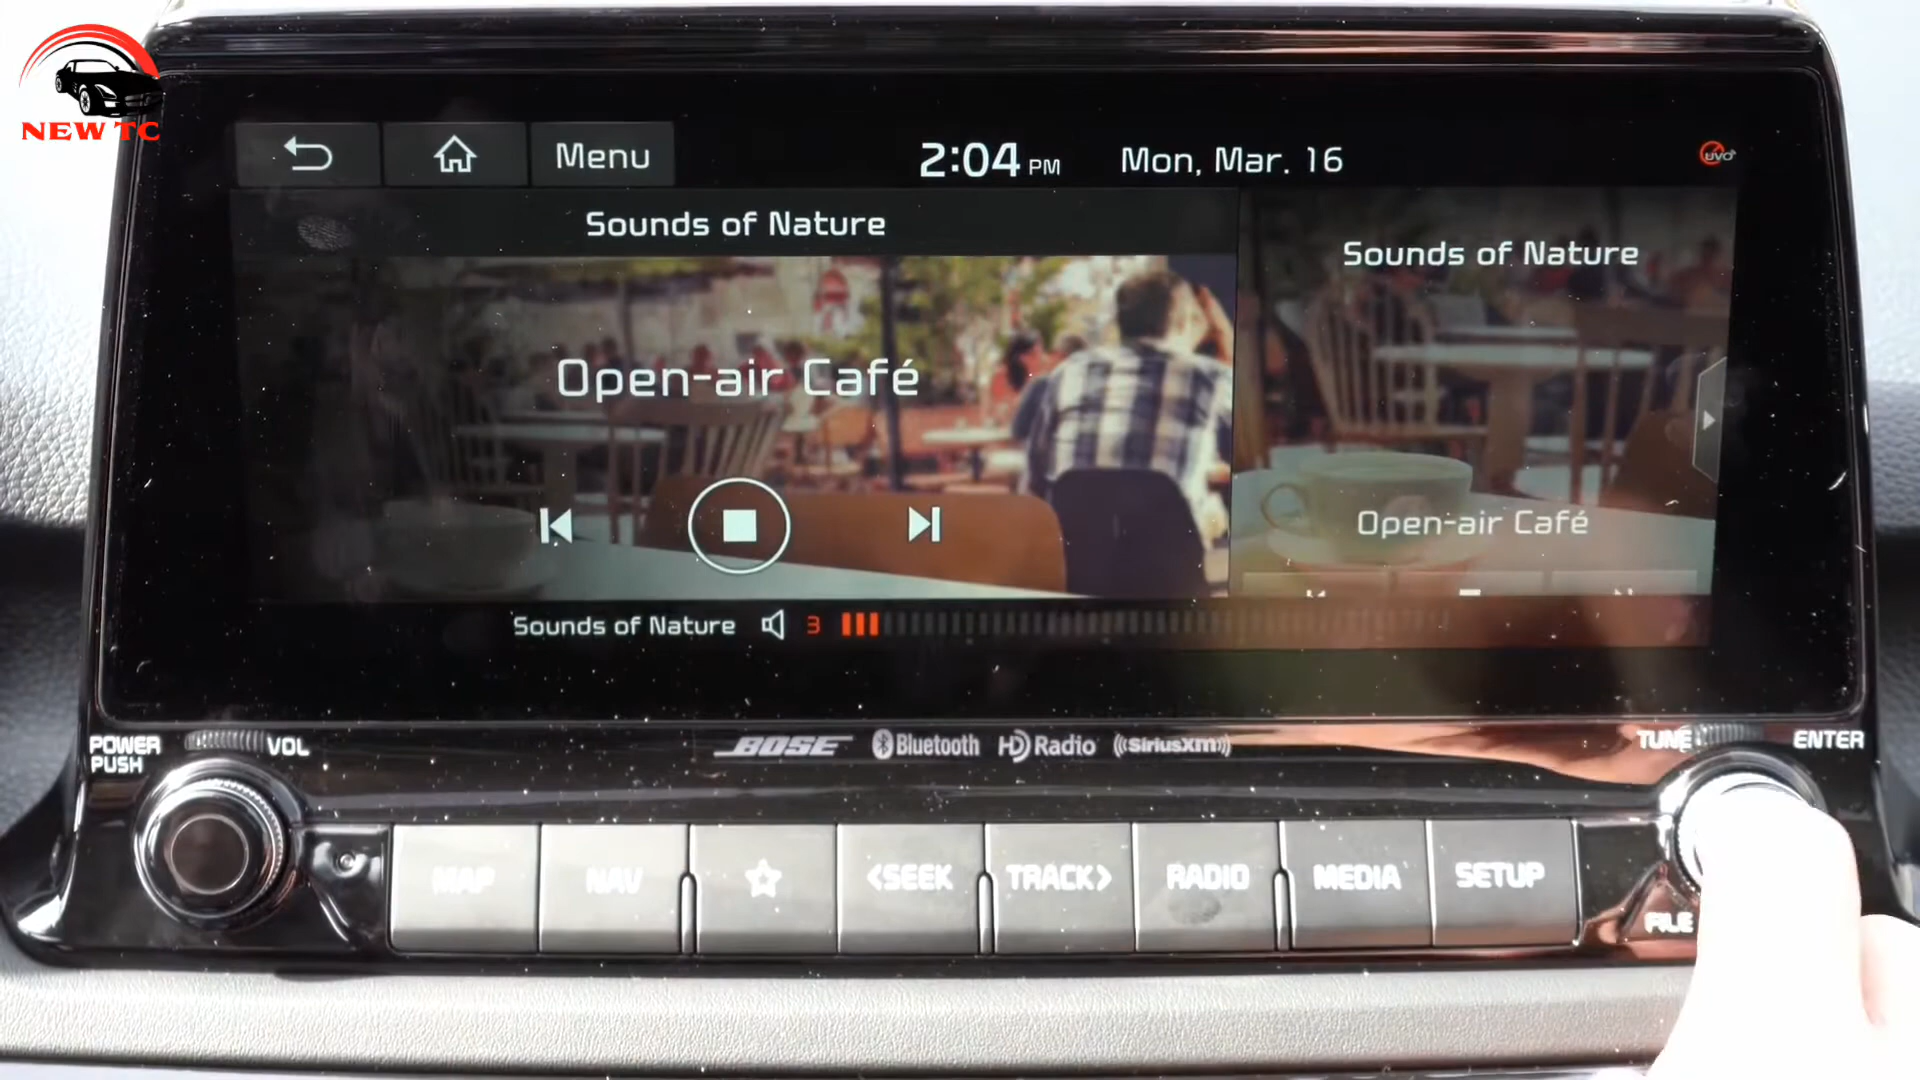 NEW TC
Menu
2:04 PM
Mon, Mar. 16
UVO
Sounds of Nature
Sounds of Nature
Open-air Café
Open-air Café
Sounds of Nature 3
POWER
PUSH
VOL
BOSE
Bluetooth
HD Radio
((SiriusXM))
TUNE
ENTER
MAP
NAV
<SEEK
TRACK>
RADIO
MEDIA
SETUP
FILE